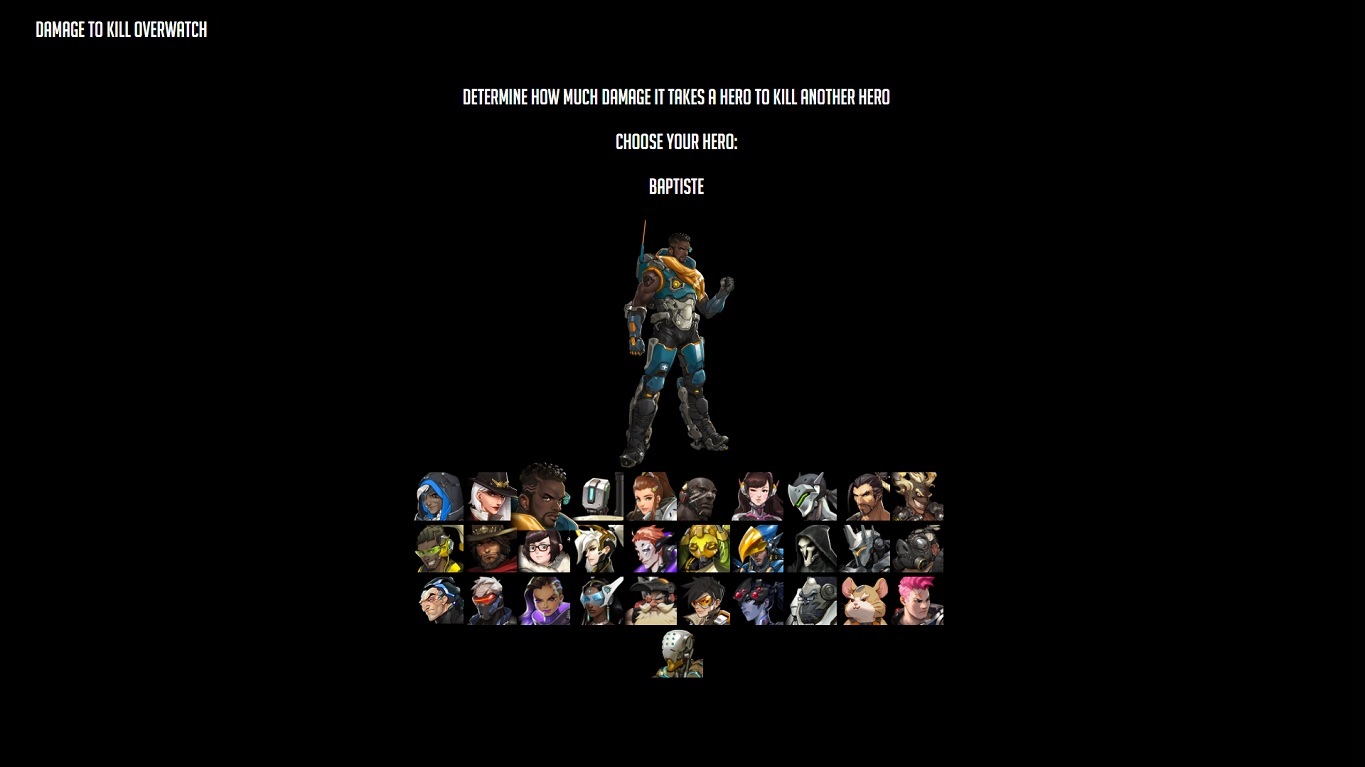 DAMAGE TO KILL OVERWATCH
DETERMINE HOW MUCH DAMAGE IT TAKES A HERO TO KILL ANOTHER HERO
CHOOSE YOUR HERO:
BAPTISTE